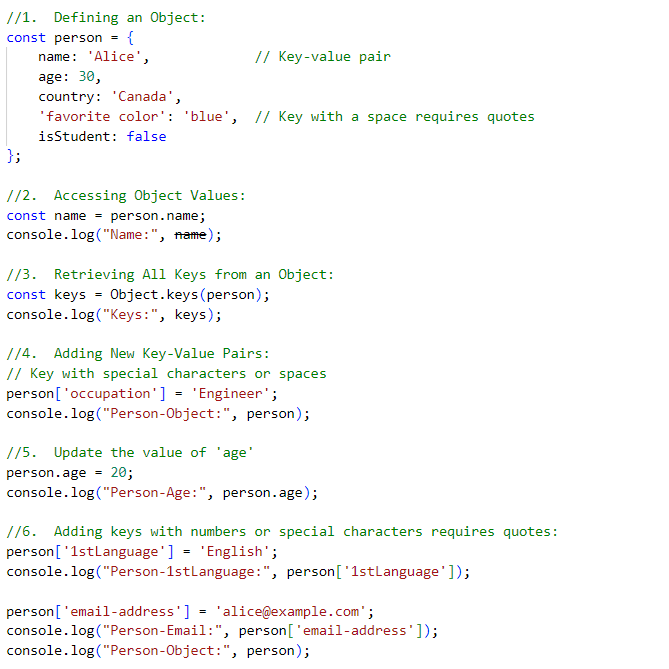 //1.  Defining an Object:
const person = {
    name: 'Alice',             // Key-value pair
    age: 30,
    country: 'Canada',
    'favorite color': 'blue',  // Key with a space requires quotes
    isStudent: false
};

//2.  Accessing Object Values:
const name = person.name;
console.log("Name:", name);

//3.  Retrieving All Keys from an Object:
const keys = Object.keys(person);
console.log("Keys:", keys);

//4.  Adding New Key-Value Pairs:
// Key with special characters or spaces
person['occupation'] = 'Engineer';
console.log("Person-Object:", person);

//5.  Update the value of 'age'
person.age = 20;
console.log("Person-Age:", person.age);

//6.  Adding keys with numbers or special characters requires quotes:
person['1stLanguage'] = 'English';
console.log("Person-1stLanguage:", person['1stLanguage']);

person['email-address'] = 'alice@example.com';
console.log("Person-Email:", person['email-address']);
console.log("Person-Object:", person);